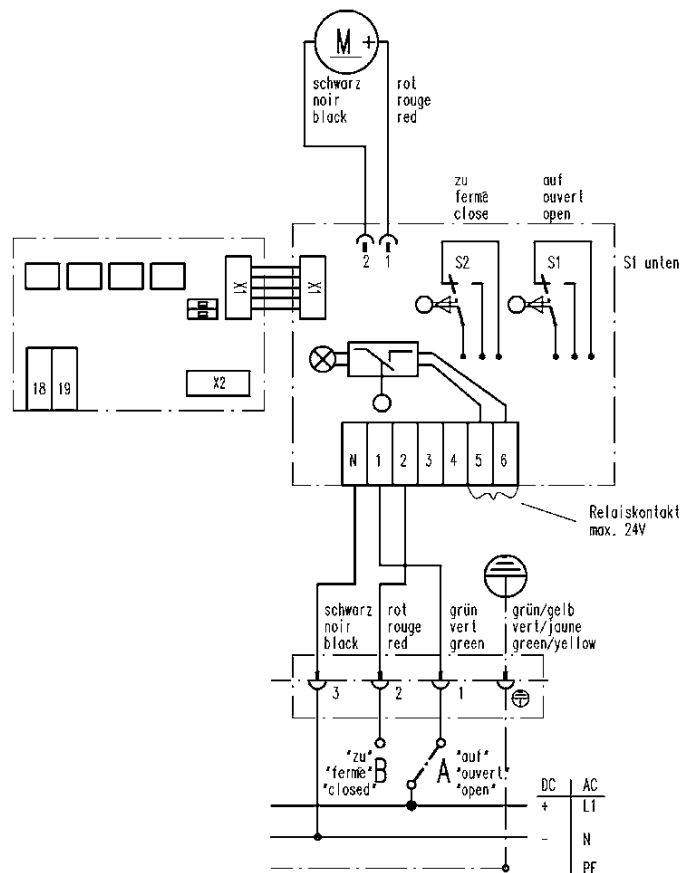 M +
schwarz rot
noir rouge
black red
zu auf
fermé ouvert
close open
2 1
S2 S1 S1 unten
X1 X1
18 19
X2
N 1 2 3 4 5 6
Relaiskontakt
max. 24V
schwarz rot grün grün/gelb
noir rouge vert vert/jaune
black red green green/yellow
3 2 1
"zu" B A "auf"
"fermé" "ouvert"
"closed" "open"
DC AC
+ L1
- N
PE